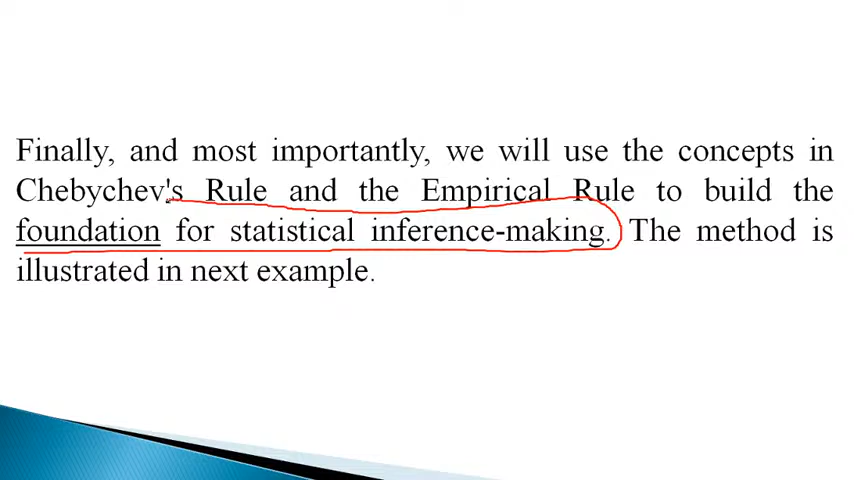 Finally, and most importantly, we will use the concepts in
Chebychev's Rule and the Empirical Rule to build the
foundation for statistical inference-making. The method is
illustrated in next example.